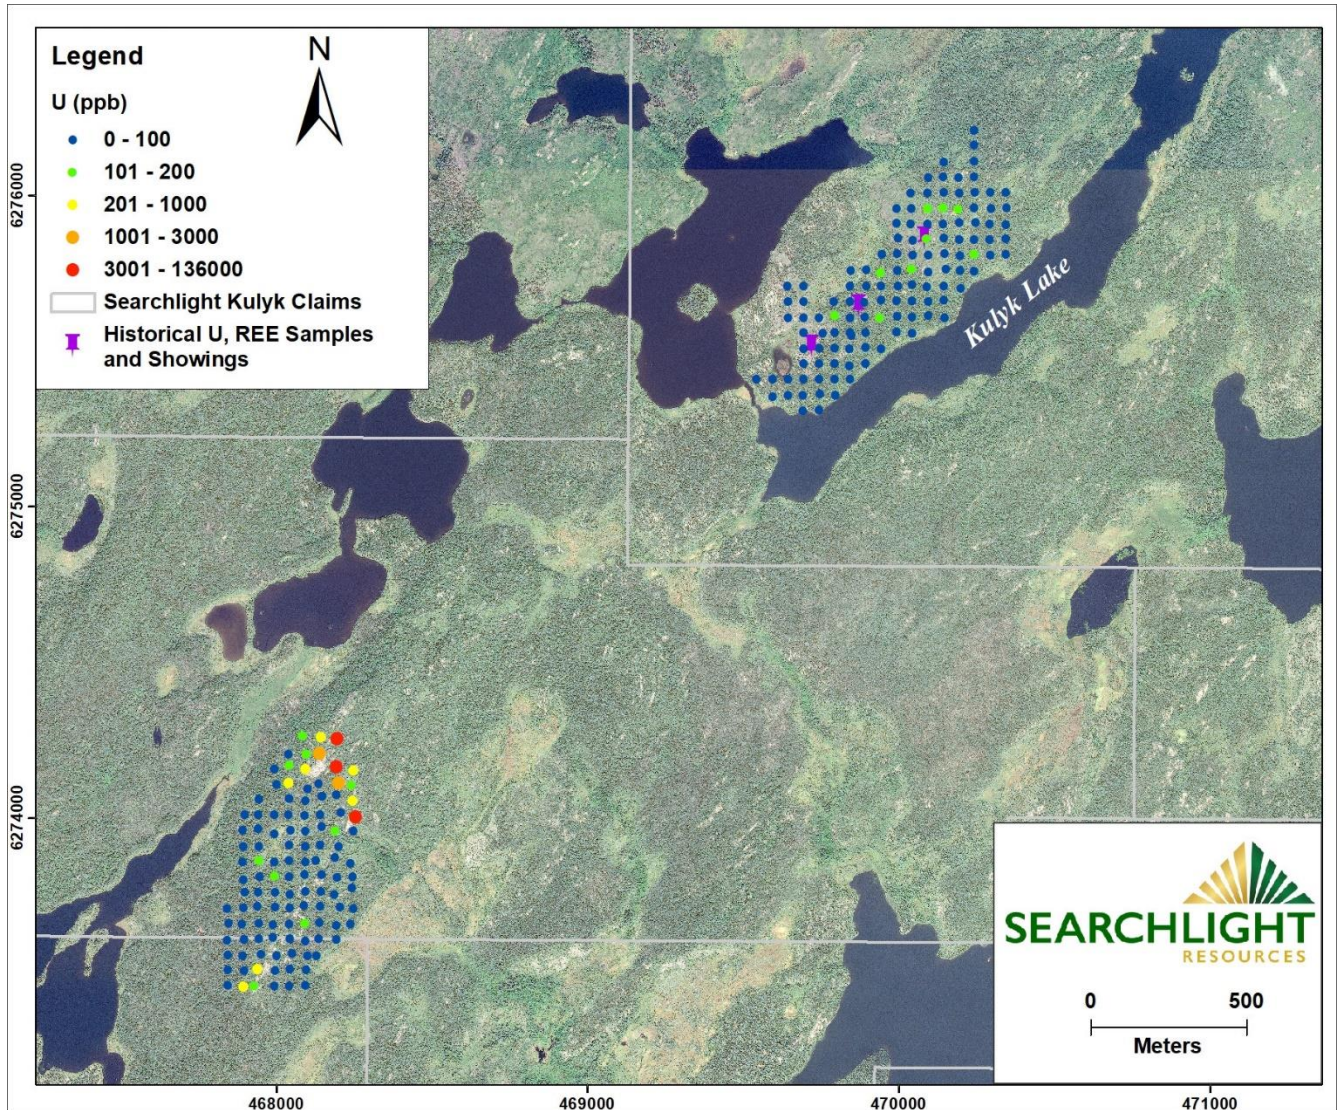 Legend
N
U (ppb)
0 - 100
101 - 200
201 - 1000
1001 - 3000
3001 - 136000
Searchlight Kulyk Claims
Historical U, REE Samples
and Showings
6276000
Kulyk Lake
6275000
6274000
SEARCHLIGHT
RESOURCES
0 500
Meters
468000 469000 470000 471000